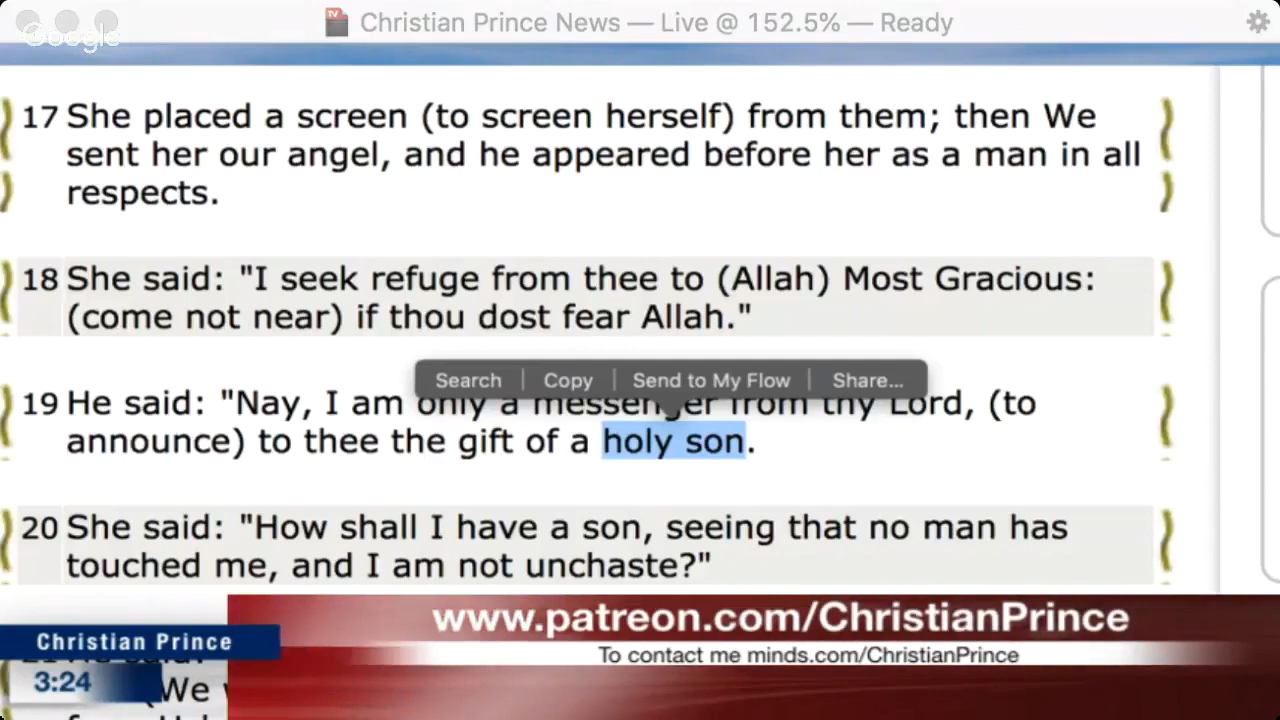 Christian Prince News — Live @ 152.5% — Ready
Google
17 She placed a screen (to screen herself) from them; then We
sent her our angel, and he appeared before her as a man in all
respects.
18 She said: "I seek refuge from thee to (Allah) Most Gracious:
(come not near) if thou dost fear Allah."
Search Copy Send to My Flow Share...
19 He said: "Nay, I am only a messenger from thy Lord, (to
announce) to thee the gift of a holy son.
20 She said: "How shall I have a son, seeing that no man has
touched me, and I am not unchaste?"
www.patreon.com/ChristianPrince
Christian Prince
To contact me minds.com/ChristianPrince
3:24
We